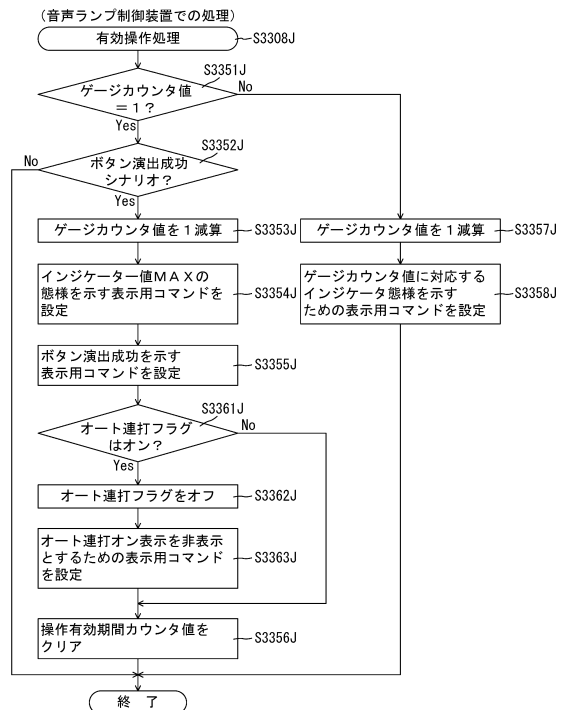 (音声ランプ制御装置での処理)
有効操作処理
S3308J
S3351J
ゲージカウンタ値
=1?
No
Yes
S3352J
No
ボタン演出成功
シナリオ?
Yes
ゲージカウンタ値を1減算
S3353J
ゲージカウンタ値を1減算
S3357J
インジケーター値MAXの
態様を示す表示用コマンドを
設定
S3354J
ゲージカウンタ値に対応する
インジケータ態様を示す
ための表示用コマンドを設定
S3358J
ボタン演出成功を示す
表示用コマンドを設定
S3355J
S3361J
オート連打フラグ
はオン?
No
Yes
オート連打フラグをオフ
S3362J
オート連打オン表示を非表示
とするための表示用コマンド
を設定
S3363J
操作有効期間カウンタ値を
クリア
S3356J
終 了